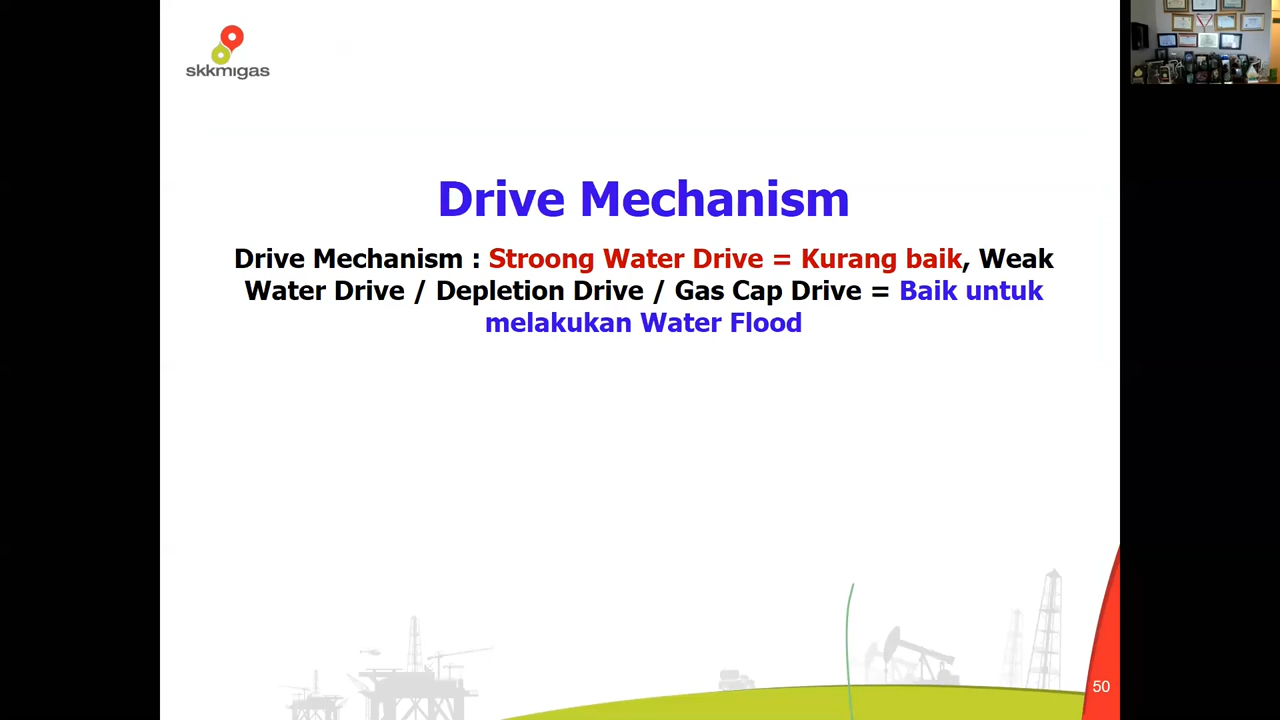 skkmigas
Drive Mechanism
Drive Mechanism : Stroong Water Drive = Kurang baik, Weak
Water Drive / Depletion Drive / Gas Cap Drive = Baik untuk
melakukan Water Flood
50